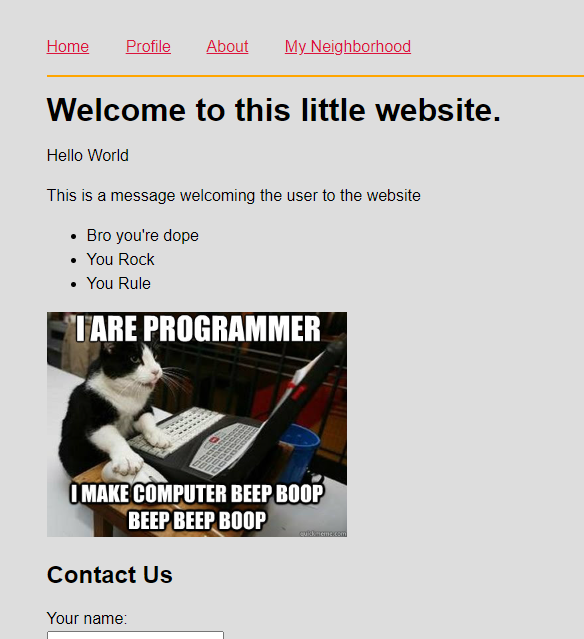 Home Profile About My Neighborhood
Welcome to this little website.
Hello World
This is a message welcoming the user to the website
Bro you're dope
You Rock
You Rule
I ARE PROGRAMMER
I MAKE COMPUTER BEEP BOOP
BEEP BEEP BOOP
Contact Us
Your name: